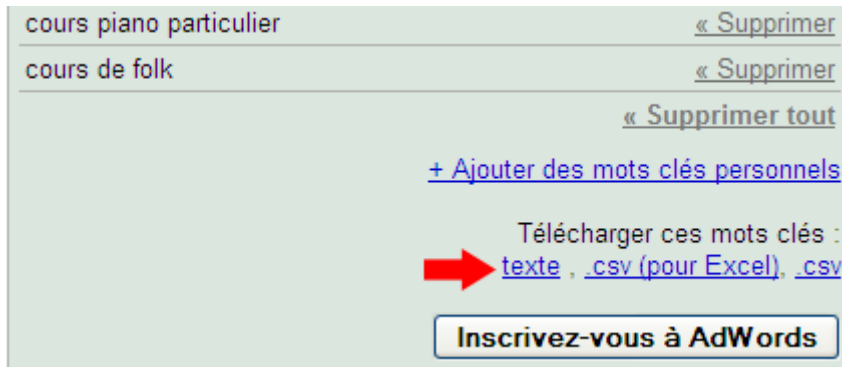 cours piano particulier « Supprimer
cours de folk « Supprimer
« Supprimer tout
+ Ajouter des mots clés personnels
Télécharger ces mots clés :
texte , .csv (pour Excel), .csv
Inscrivez-vous à AdWords